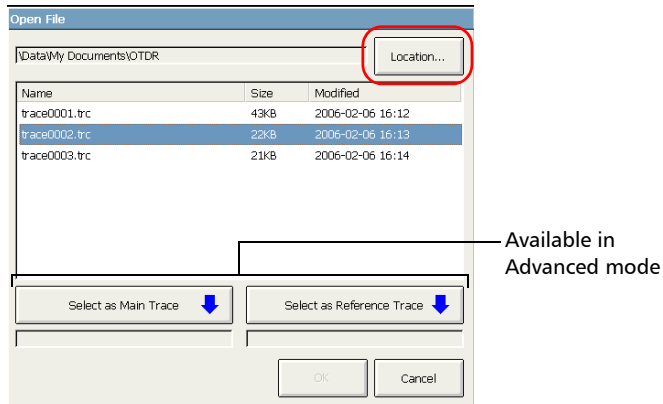 Open File
\Data\My Documents\OTDR
Location...
Name Size Modified
trace0001.trc 43KB 2006-02-06 16:12
trace0002.trc 22KB 2006-02-06 16:13
trace0003.trc 21KB 2006-02-06 16:14
Available in
Advanced mode
Select as Main Trace Select as Reference Trace
OK Cancel